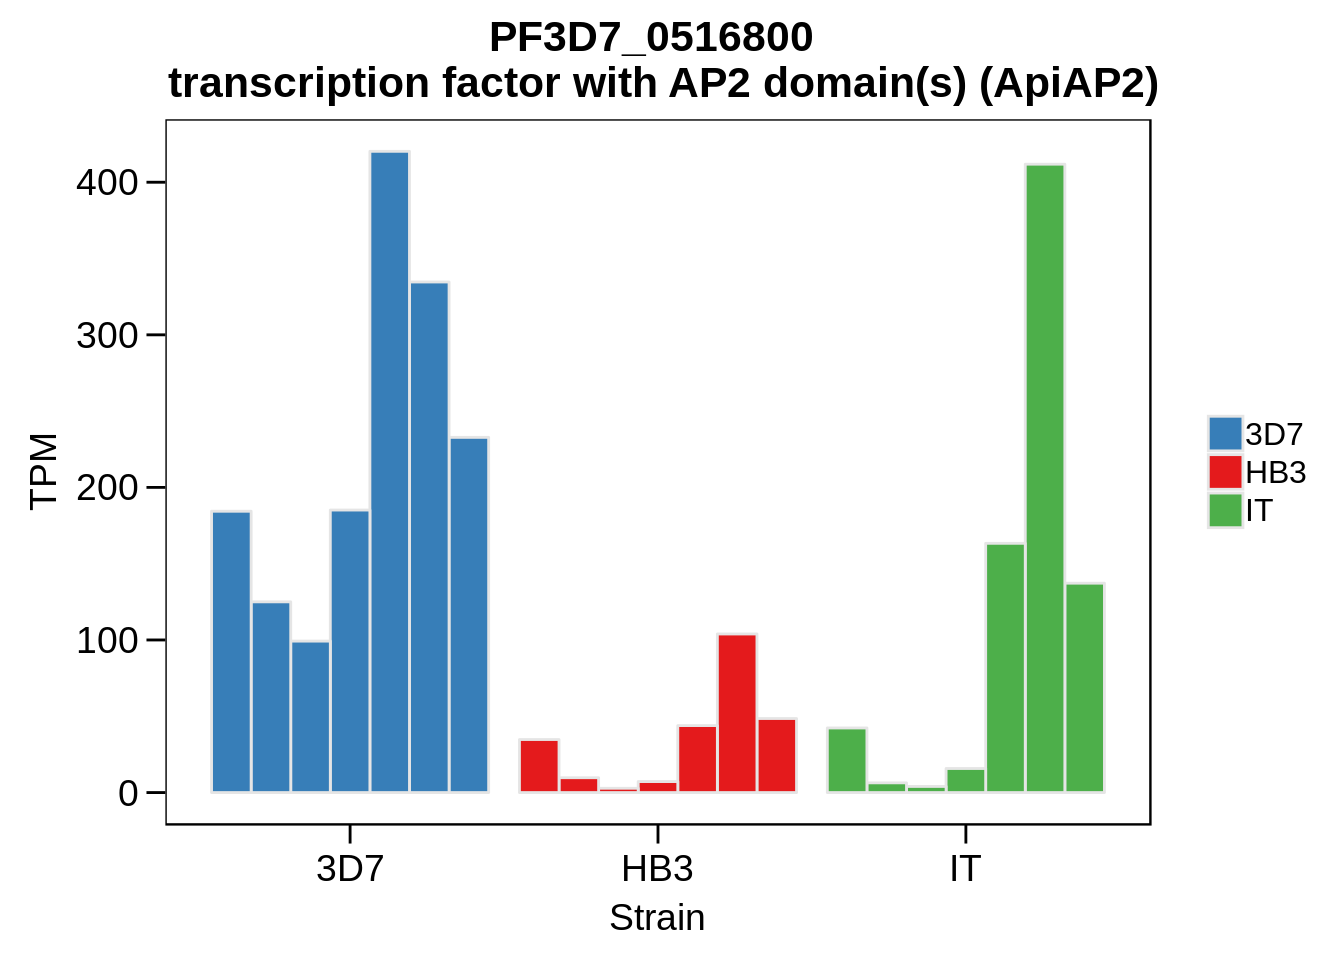 PF3D7_0516800
transcription factor with AP2 domain(s) (ApiAP2)
400
300
200
100
0
TPM
3D7
HB3
IT
Strain
3D7
HB3
IT